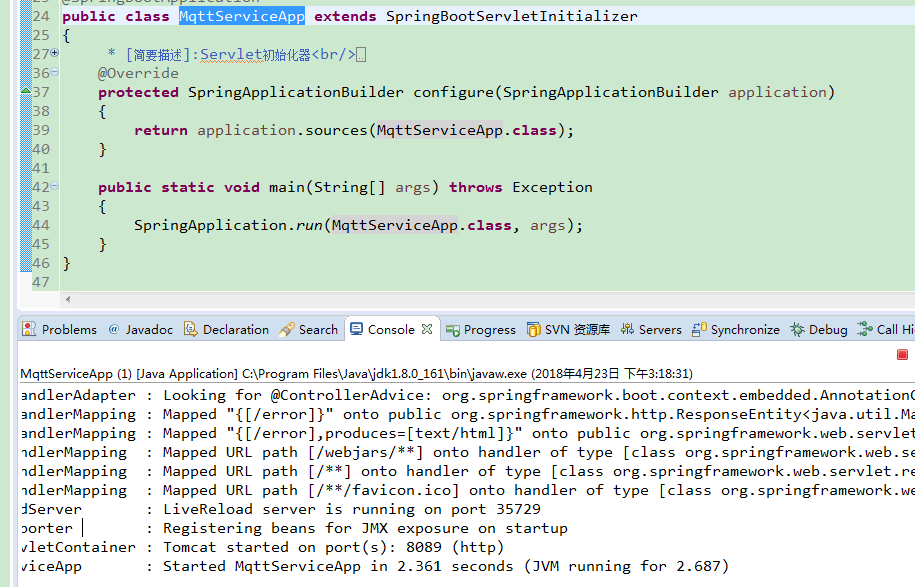 24 public class MqttServiceApp extends SpringBootServletInitializer
25 {
27 * [简要描述]:Servlet初始化器<br/>
36 @Override
37 protected SpringApplicationBuilder configure(SpringApplicationBuilder application)
38 {
39 return application.sources(MqttServiceApp.class);
40 }
41
42 public static void main(String[] args) throws Exception
43 {
44 SpringApplication.run(MqttServiceApp.class, args);
45 }
46 }
47
Problems @ Javadoc Declaration Search Console Progress SVN 资源库 Servers Synchronize Debug Call Hi
MqttServiceApp (1) [Java Application] C:\Program Files\Java\jdk1.8.0_161\bin\javaw.exe (2018年4月23日 下午3:18:31)
andlerAdapter : Looking for @ControllerAdvice: org.springframework.boot.context.embedded.AnnotationC
andlerMapping : Mapped "{[/error]}" onto public org.springframework.http.ResponseEntity<java.util.Ma
andlerMapping : Mapped "{[/error],produces=[text/html]}" onto public org.springframework.web.servlet
ndlerMapping : Mapped URL path [/webjars/**] onto handler of type [class org.springframework.web.se
ndlerMapping : Mapped URL path [/**] onto handler of type [class org.springframework.web.servlet.re
ndlerMapping : Mapped URL path [/**/favicon.ico] onto handler of type [class org.springframework.we
dServer : LiveReload server is running on port 35729
porter : Registering beans for JMX exposure on startup
vletContainer : Tomcat started on port(s): 8089 (http)
viceApp : Started MqttServiceApp in 2.361 seconds (JVM running for 2.687)